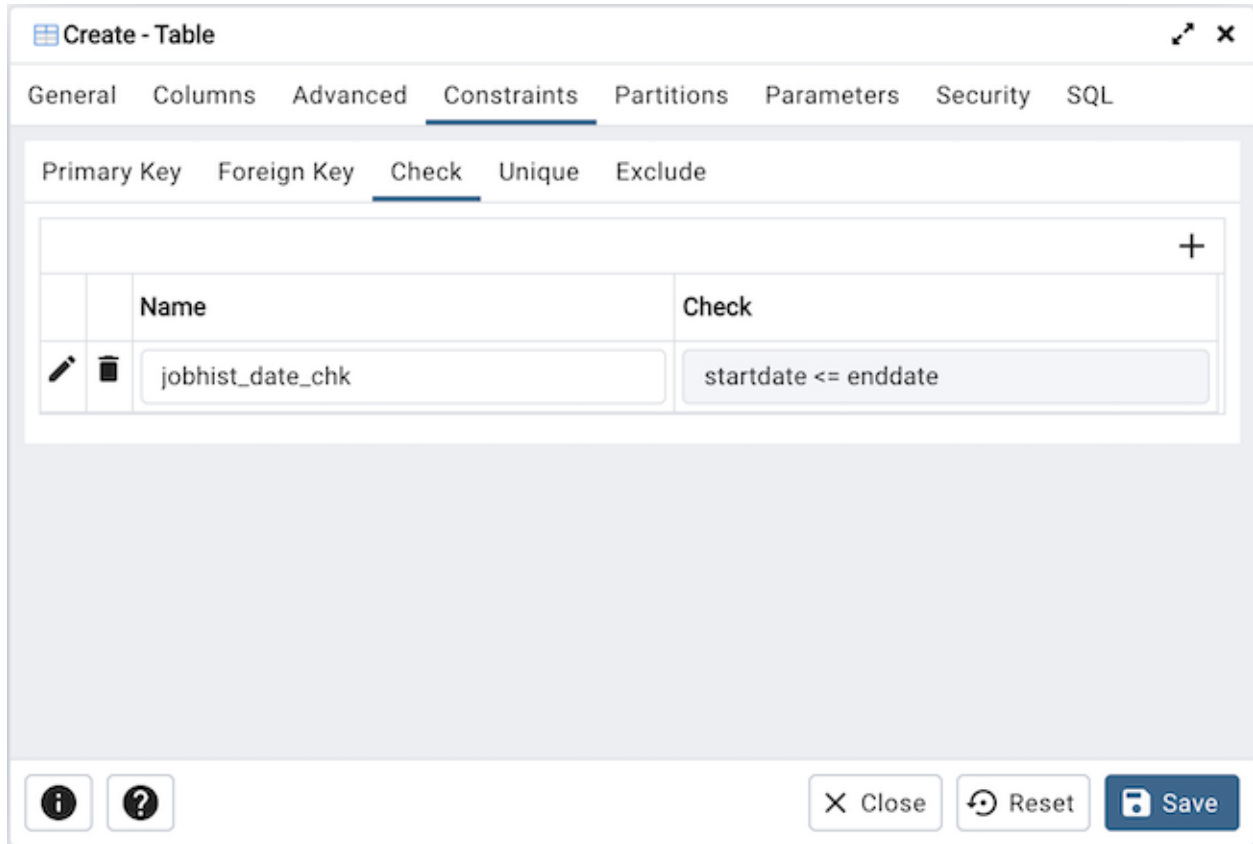 Create - Table
General Columns Advanced Constraints Partitions Parameters Security SQL
Primary Key Foreign Key Check Unique Exclude
Name Check
jobhist_date_chk startdate <= enddate
Close Reset Save